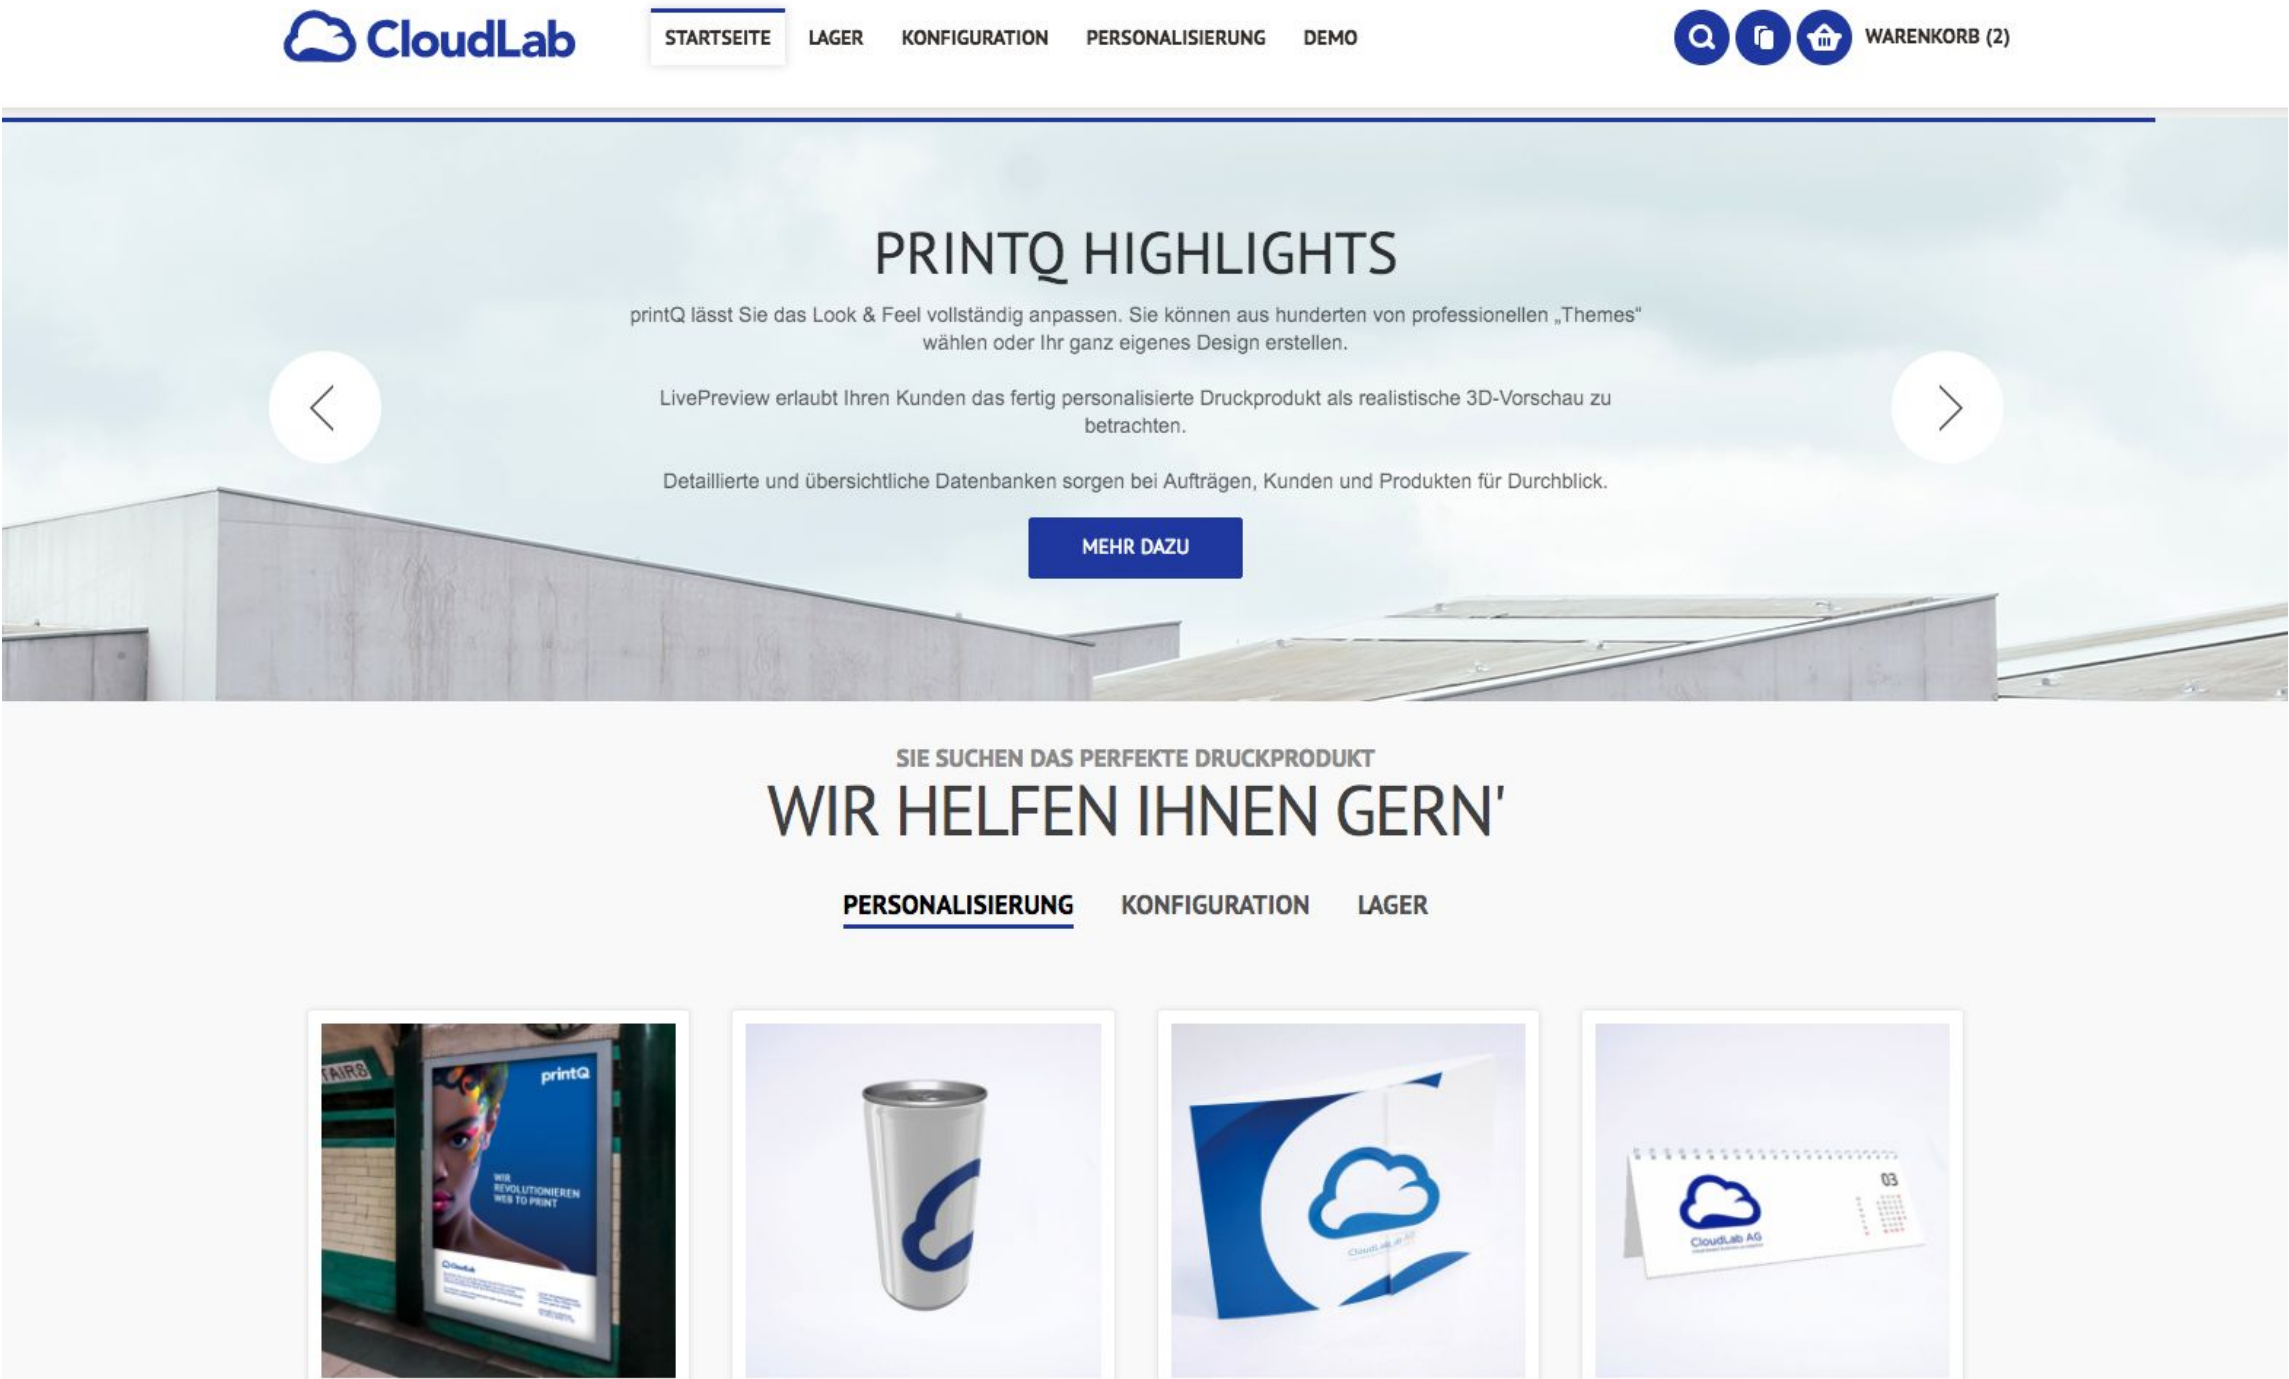 CloudLab
STARTSEITE
LAGER
KONFIGURATION
PERSONALISIERUNG
DEMO
WARENKORB (2)
PRINTQ HIGHLIGHTS
printQ lässt Sie das Look & Feel vollständig anpassen. Sie können aus hunderten von professionellen „Themes“
wählen oder Ihr ganz eigenes Design erstellen.
LivePreview erlaubt Ihren Kunden das fertig personalisierte Druckprodukt als realistische 3D-Vorschau zu
betrachten.
Detaillierte und übersichtliche Datenbanken sorgen bei Aufträgen, Kunden und Produkten für Durchblick.
MEHR DAZU
SIE SUCHEN DAS PERFEKTE DRUCKPRODUKT
WIR HELFEN IHNEN GERN'
PERSONALISIERUNG
KONFIGURATION
LAGER
TAIRS
printQ
WIR
REVOLUTIONIEREN
WEB TO PRINT
CloudLab
CloudLab AG
03
CloudLab AG